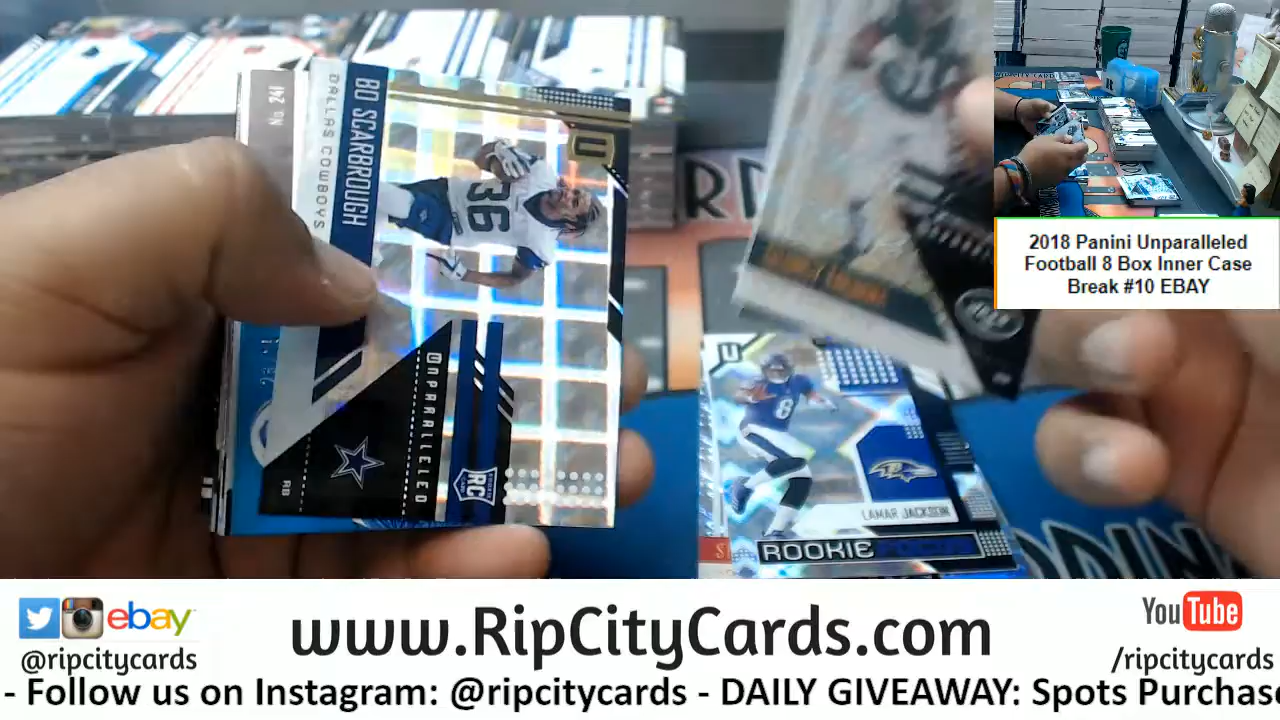 No. 241
BO SCARBROUGH
DALLAS COWBOYS
36
UNPARALLELED
RC
RB
8
LAMAR JACKSON
ROOKIE FOCUS
2018 Panini Unparalleled
Football 8 Box Inner Case
Break #10 EBAY
ebay
@ripcitycards
www.RipCityCards.com
YouTube
/ripcitycards
- Follow us on Instagram: @ripcitycards - DAILY GIVEAWAY: Spots Purchase